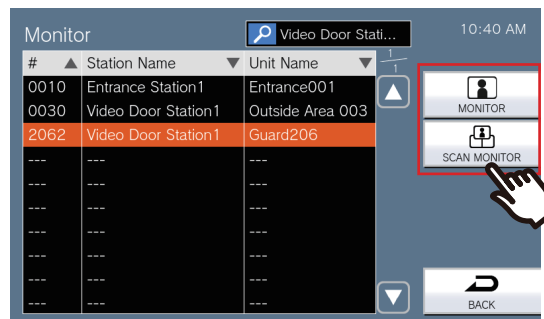 Monitor
Video Door Stati...
10:40 AM
# Station Name Unit Name
1
1
0010 Entrance Station1 Entrance001
0030 Video Door Station1 Outside Area 003
2062 Video Door Station1 Guard206
--- --- ---
--- --- ---
--- --- ---
--- --- ---
--- --- ---
--- --- ---
--- --- ---
MONITOR
SCAN MONITOR
BACK